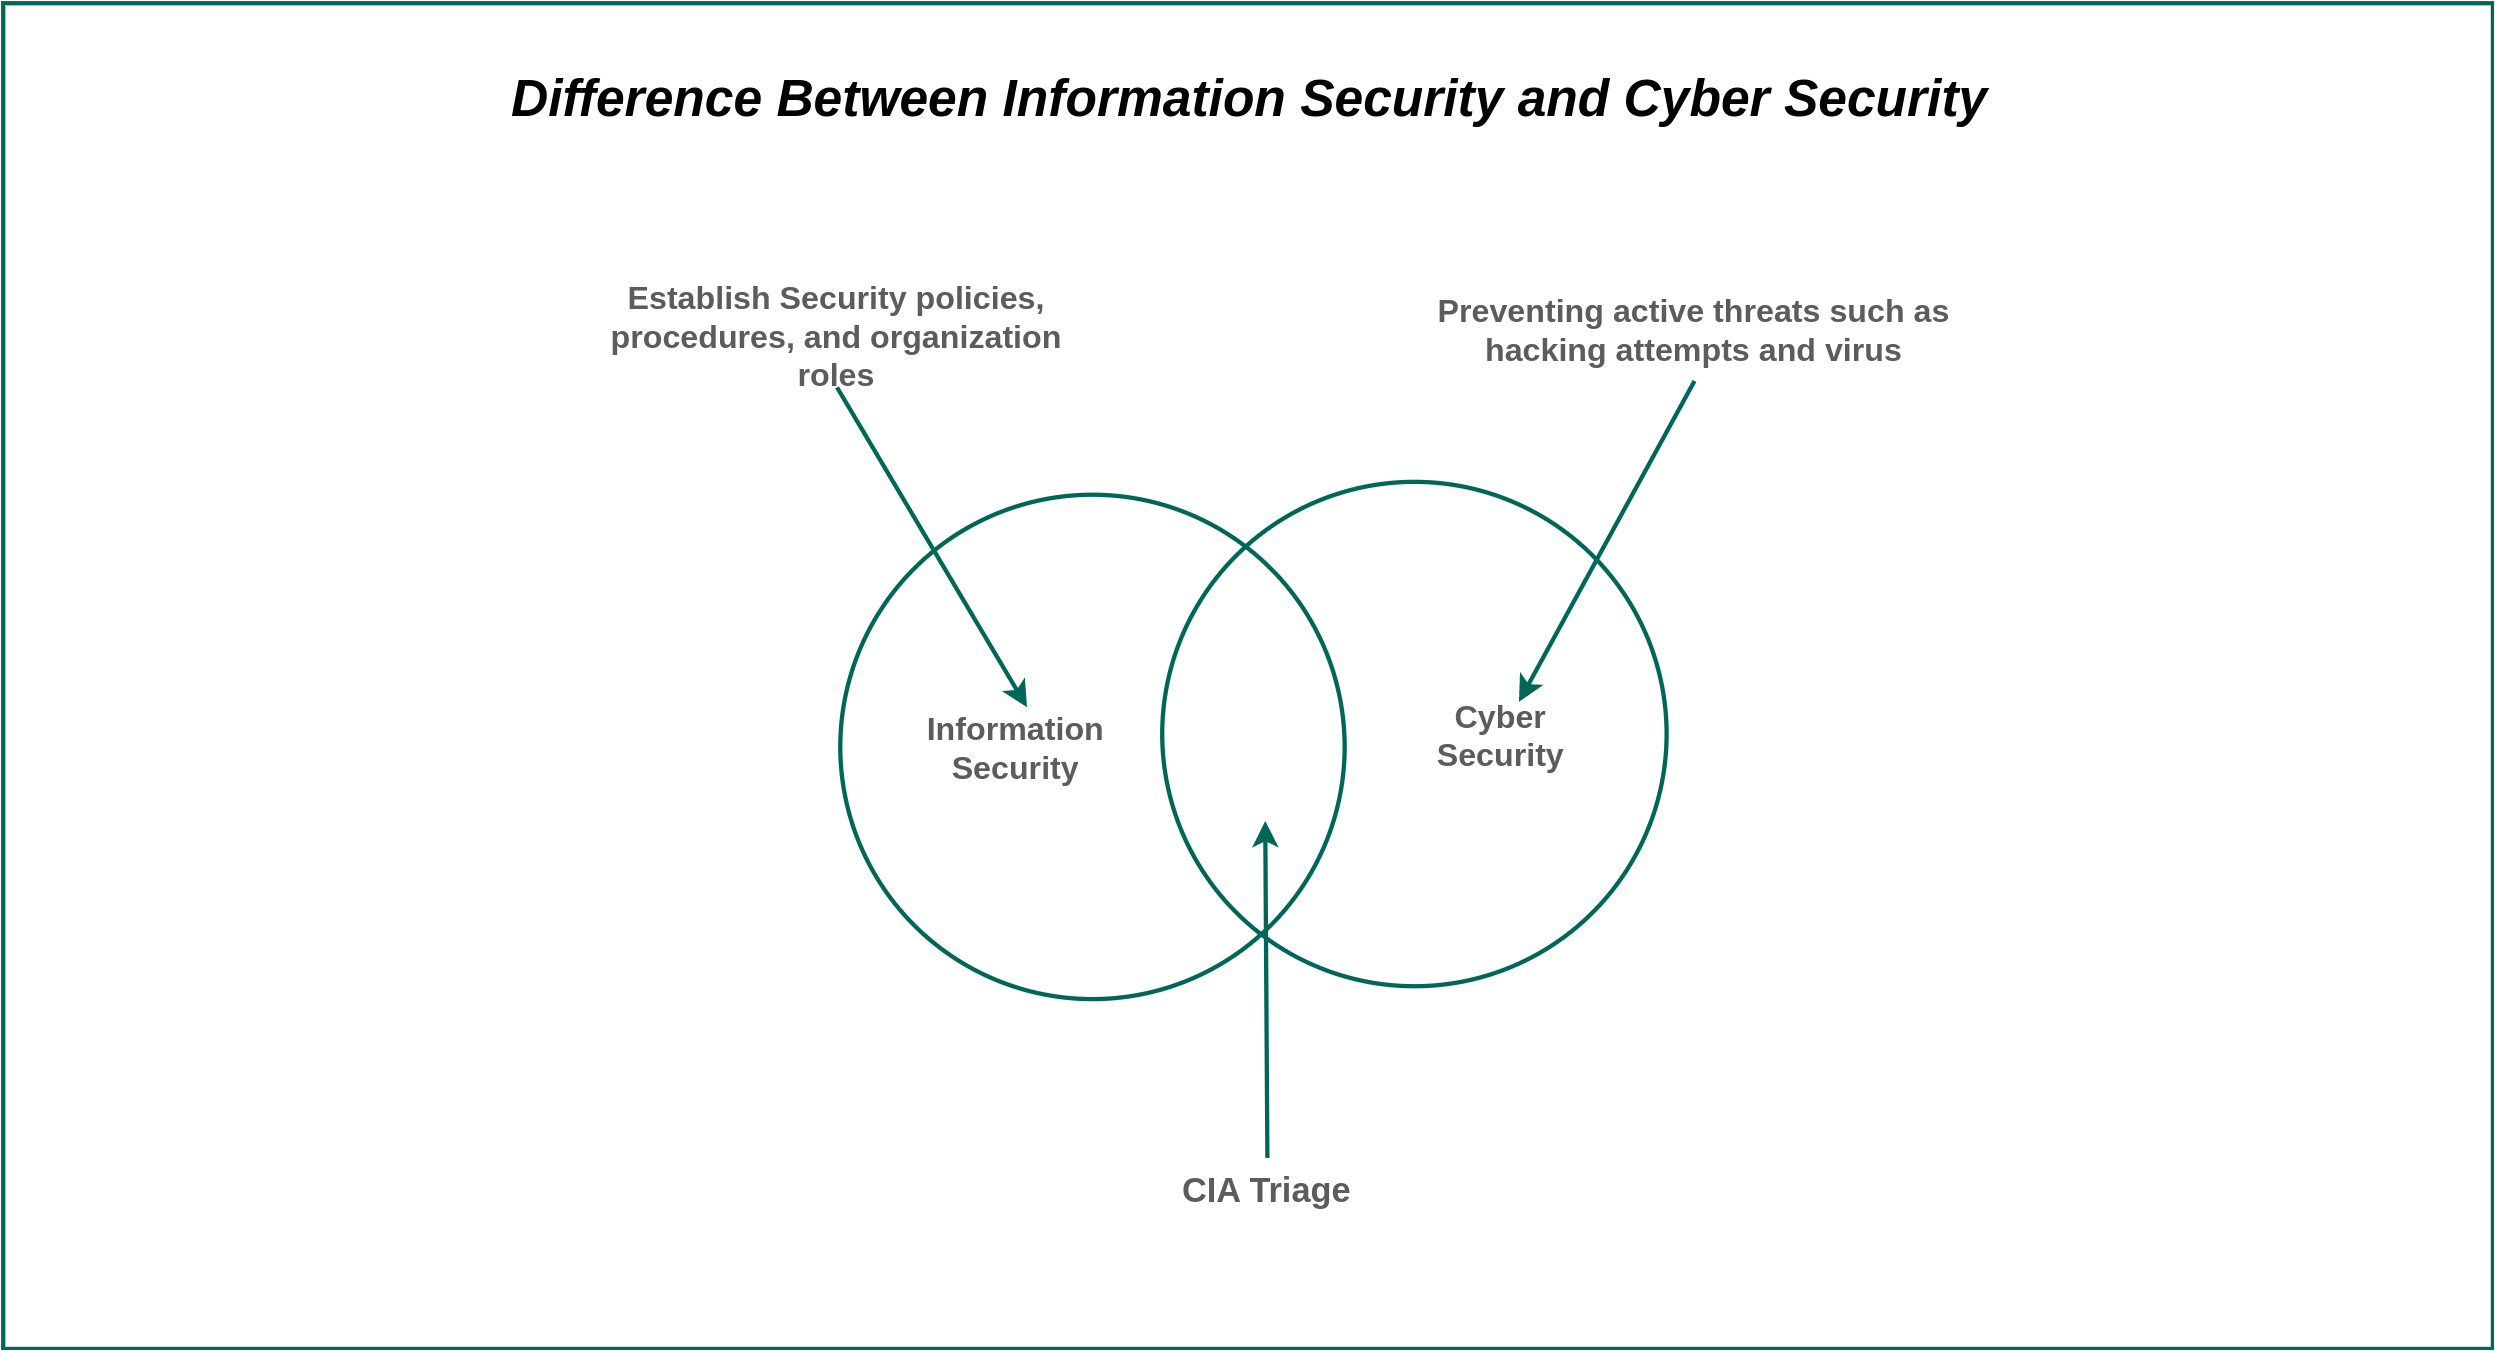 Difference Between Information Security and Cyber Security
Establish Security policies,
procedures, and organization
roles
Preventing active threats such as
hacking attempts and virus
Information
Security
Cyber
Security
CIA Triage